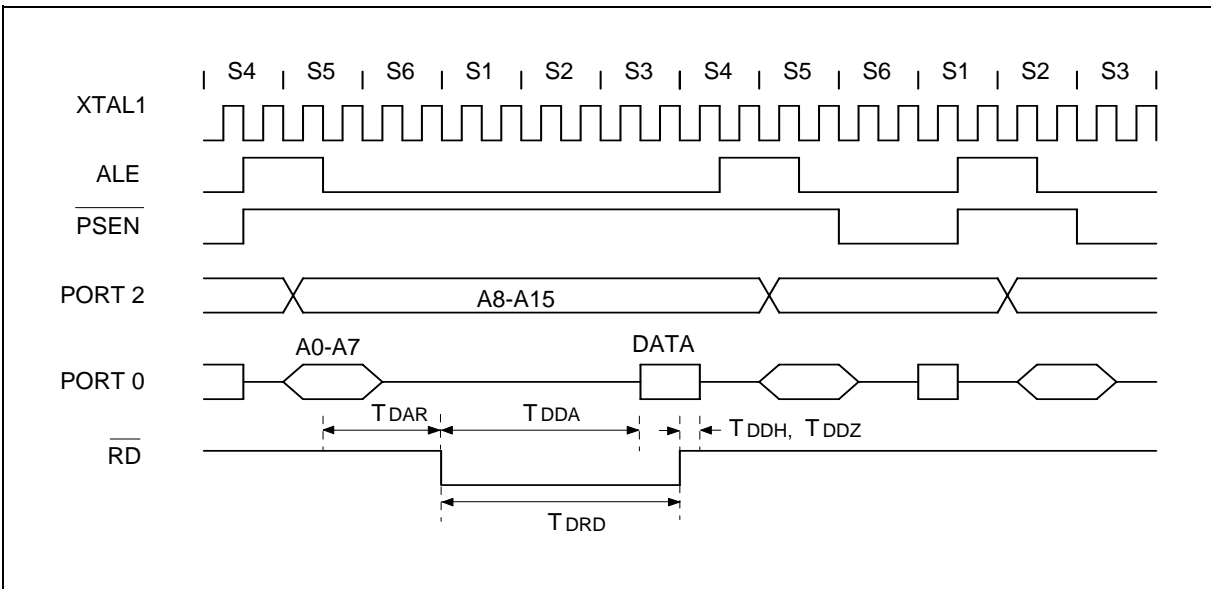 S4 S5 S6 S1 S2 S3 S4 S5 S6 S1 S2 S3
XTAL1
ALE
PSEN
PORT 2
A8-A15
A0-A7
DATA
PORT 0
TDAR
TDDA
TDDH, TDDZ
RD
TDRD